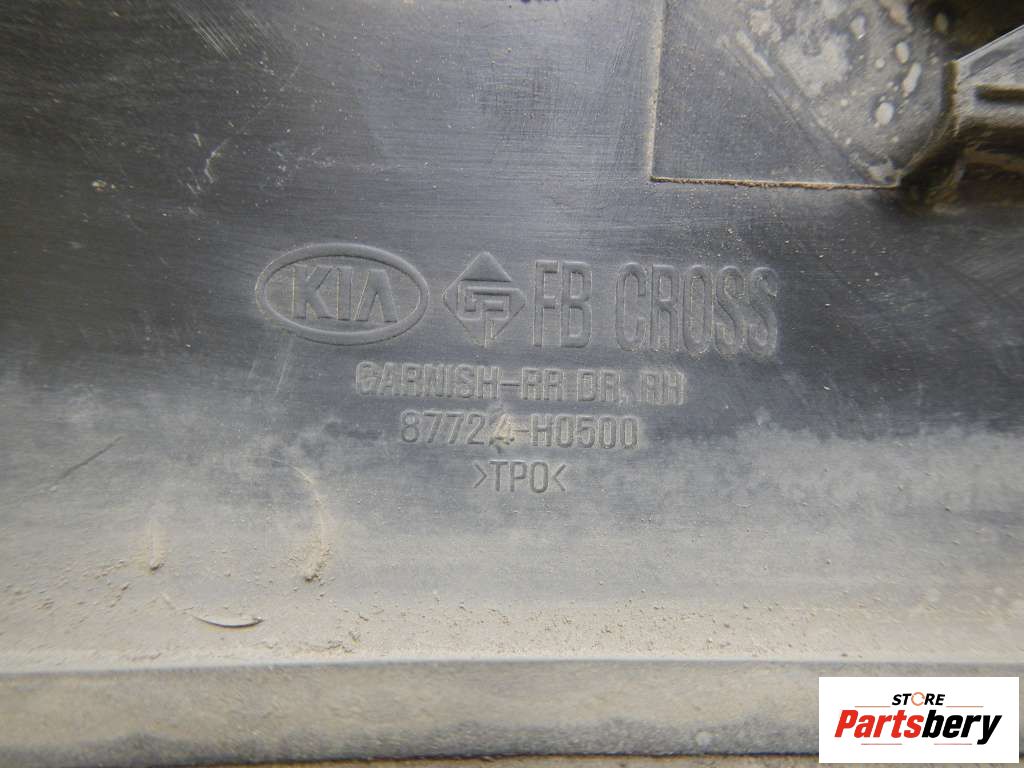 KIA FB CROSS
GARNISH-RR DR, RH
87724-H0500
>TPO<
STORE
Partsbery